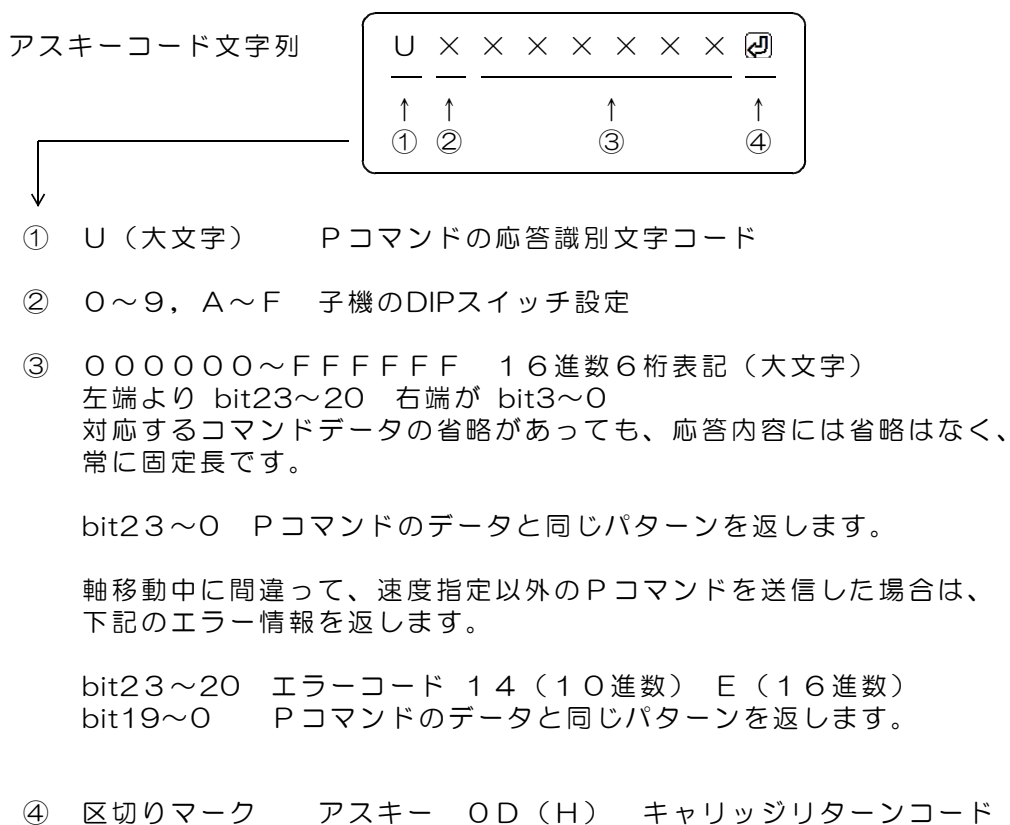 アスキーコード文字列　Ｕ × × × × × × × ⏎
↑ ↑ ↑ ↑
① ② ③ ④
① Ｕ（大文字）　　Ｐコマンドの応答識別文字コード
② ０～９，Ａ～Ｆ　子機のDIPスイッチ設定
③ ００００００～ＦＦＦＦＦＦ　１６進数６桁表記（大文字）
左端より bit23～20　右端が bit3～0
対応するコマンドデータの省略があっても、応答内容には省略はなく、
常に固定長です。
bit23～0　Ｐコマンドのデータと同じパターンを返します。
軸移動中に間違って、速度指定以外のＰコマンドを送信した場合は、
下記のエラー情報を返します。
bit23～20　エラーコード １４（１０進数） Ｅ（１６進数）
bit19～0　　Ｐコマンドのデータと同じパターンを返します。
④ 区切りマーク　　アスキー　０Ｄ（Ｈ）　キャリッジリターンコード